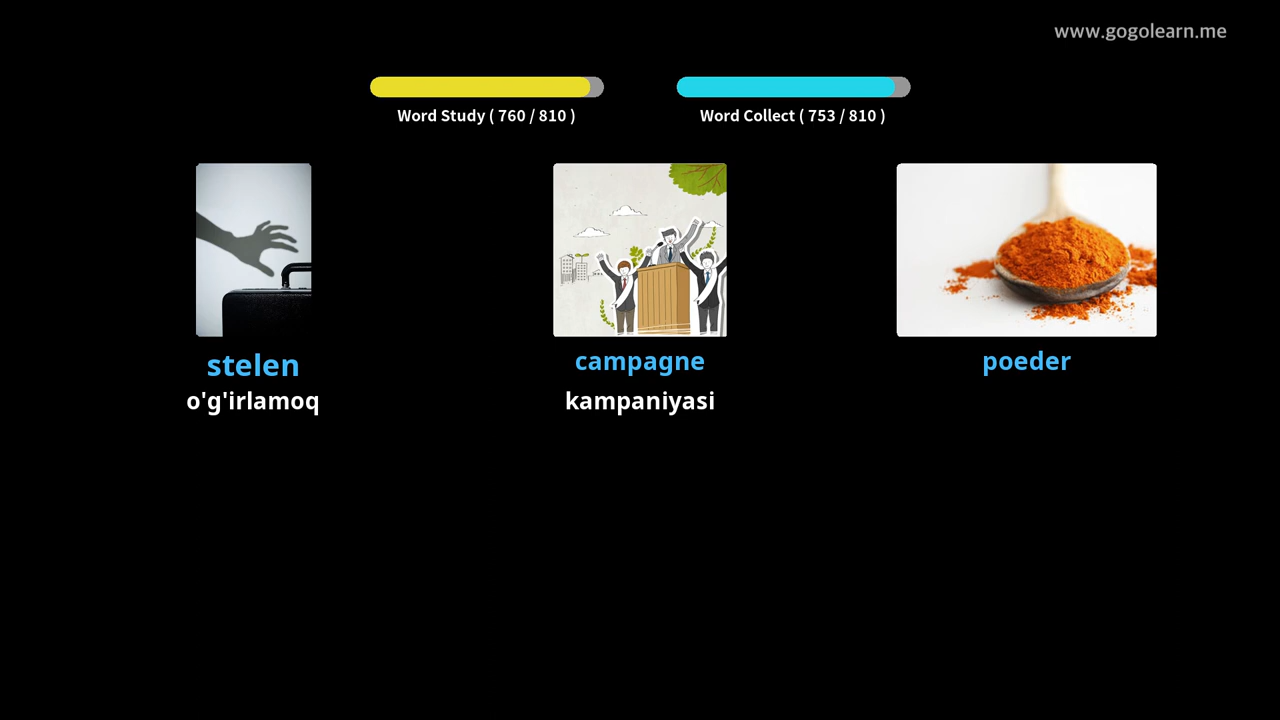 www.gogolearn.me
Word Study ( 760 / 810 )
Word Collect ( 753 / 810 )
stelen
o'g'irlamoq
campagne
kampaniyasi
poeder